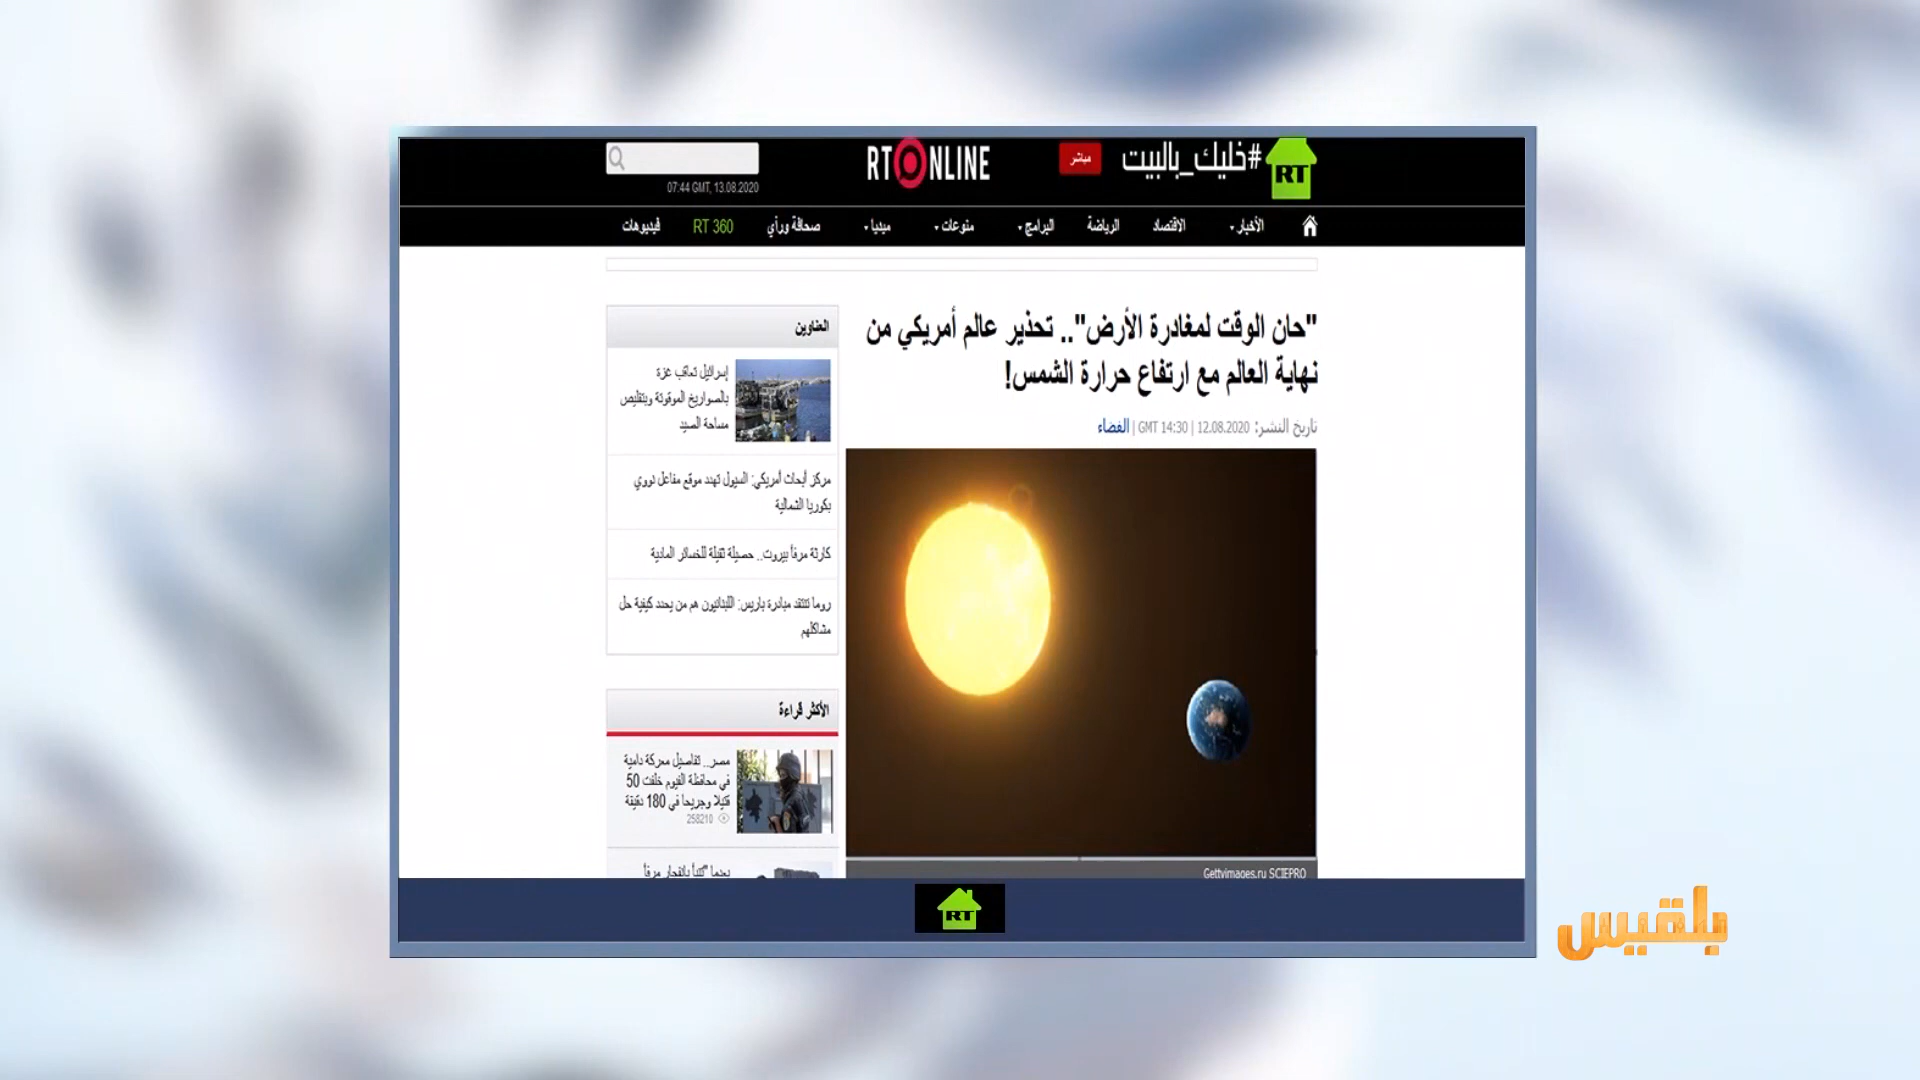 #خليك_بالبيت
RT
مباشر
RT ONLINE
07:44 GMT, 13.08.2020
الأخبار
الاقتصاد
الرياضة
البرامج
منوعات
ميديا
صحافة ورأي
RT 360
فيديوهات
"حان الوقت لمغادرة الأرض".. تحذير عالم أمريكي من
نهاية العالم مع ارتفاع حرارة الشمس!
تاريخ النشر: 12.08.2020 | 14:30 GMT | الفضاء
Gettyimages.ru SCIEPRO
العناوين
إسرائيل تعاقب غزة
بالصواريخ الموقوتة وبتقليص
مساحة الصيد
مركز أبحاث أمريكي: السيول تهدد موقع مفاعل نووي
بكوريا الشمالية
كارثة مرفأ بيروت.. حصيلة ثقيلة للخسائر المادية
روما تنتقد مبادرة باريس: اللبنانيون هم من يحدد كيفية حل
مشاكلهم
الأكثر قراءة
مصر.. تفاصيل معركة دامية
في محافظة الفيوم خلفت 50
قتيلا وجريحا في 180 دقيقة
258210
بعدما "تنبأ بانفجار مرفأ
RT
بلقيس